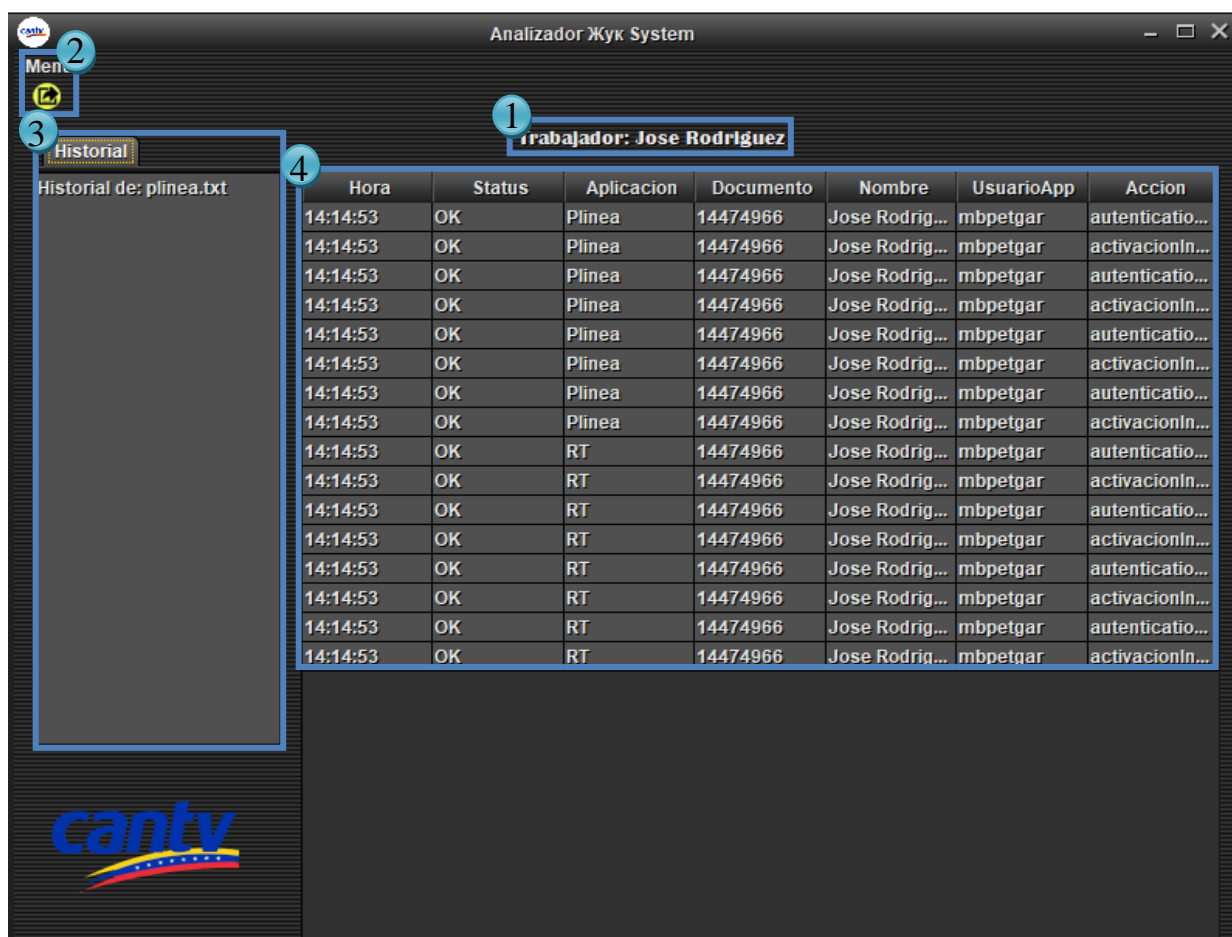 cantv
Analizador Жук System
2
Menu
1
Trabajador: Jose Rodriguez
3
Historial
Historial de: plinea.txt
4
Hora Status Aplicacion Documento Nombre UsuarioApp Accion
14:14:53 OK Plinea 14474966 Jose Rodrig... mbpetgar autenticatio...
14:14:53 OK Plinea 14474966 Jose Rodrig... mbpetgar activacionIn...
14:14:53 OK Plinea 14474966 Jose Rodrig... mbpetgar autenticatio...
14:14:53 OK Plinea 14474966 Jose Rodrig... mbpetgar activacionIn...
14:14:53 OK Plinea 14474966 Jose Rodrig... mbpetgar autenticatio...
14:14:53 OK Plinea 14474966 Jose Rodrig... mbpetgar activacionIn...
14:14:53 OK Plinea 14474966 Jose Rodrig... mbpetgar autenticatio...
14:14:53 OK Plinea 14474966 Jose Rodrig... mbpetgar activacionIn...
14:14:53 OK RT 14474966 Jose Rodrig... mbpetgar autenticatio...
14:14:53 OK RT 14474966 Jose Rodrig... mbpetgar activacionIn...
14:14:53 OK RT 14474966 Jose Rodrig... mbpetgar autenticatio...
14:14:53 OK RT 14474966 Jose Rodrig... mbpetgar activacionIn...
14:14:53 OK RT 14474966 Jose Rodrig... mbpetgar autenticatio...
14:14:53 OK RT 14474966 Jose Rodrig... mbpetgar activacionIn...
14:14:53 OK RT 14474966 Jose Rodrig... mbpetgar autenticatio...
14:14:53 OK RT 14474966 Jose Rodrig... mbpetgar activacionIn...
cantv